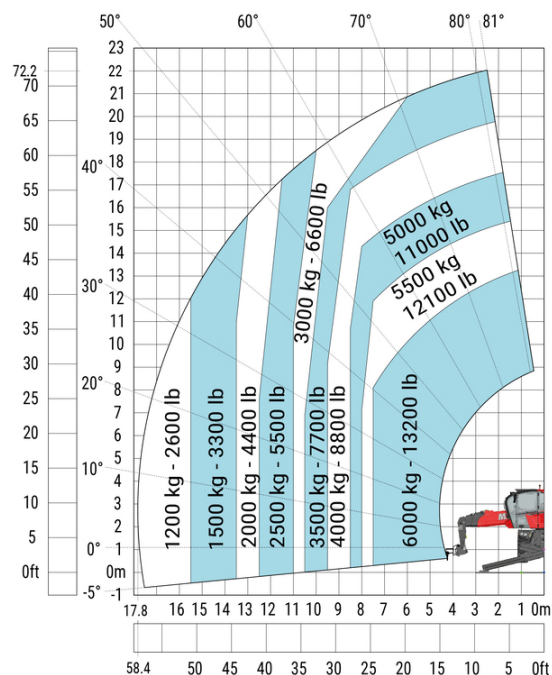 50° 60° 70° 80° 81°
23
72.2 22
70 21
20
65 19
40° 18
60 17
55 16
15
50 14
45 13
30° 12
40
11
35
10
30 9
20° 8
25
7
20 6
5
15 4
10° 3
10
2
5
0° 1
0ft 0m
-5° -1
3000 kg - 6600 lb
5000 kg
11000 lb
5500 kg
12100 lb
1200 kg - 2600 lb
1500 kg - 3300 lb
2000 kg - 4400 lb
2500 kg - 5500 lb
3500 kg - 7700 lb
4000 kg - 8800 lb
6000 kg - 13200 lb
17.8 16 15 14 13 12 11 10 9 8 7 6 5 4 3 2 1 0m
58.4 50 45 40 35 30 25 20 15 10 5 0ft